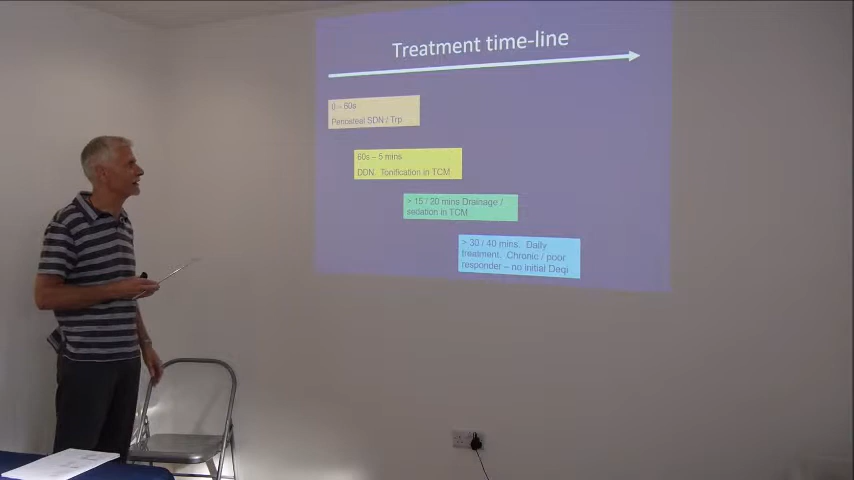 Treatment time-line
0 – 60s
Periosteal SDN / Trp
60s – 5 mins
DDN. Tonification in TCM
> 15 / 20 mins Drainage /
sedation in TCM
> 30 / 40 mins. Daily
treatment. Chronic / poor
responder – no initial Deqi